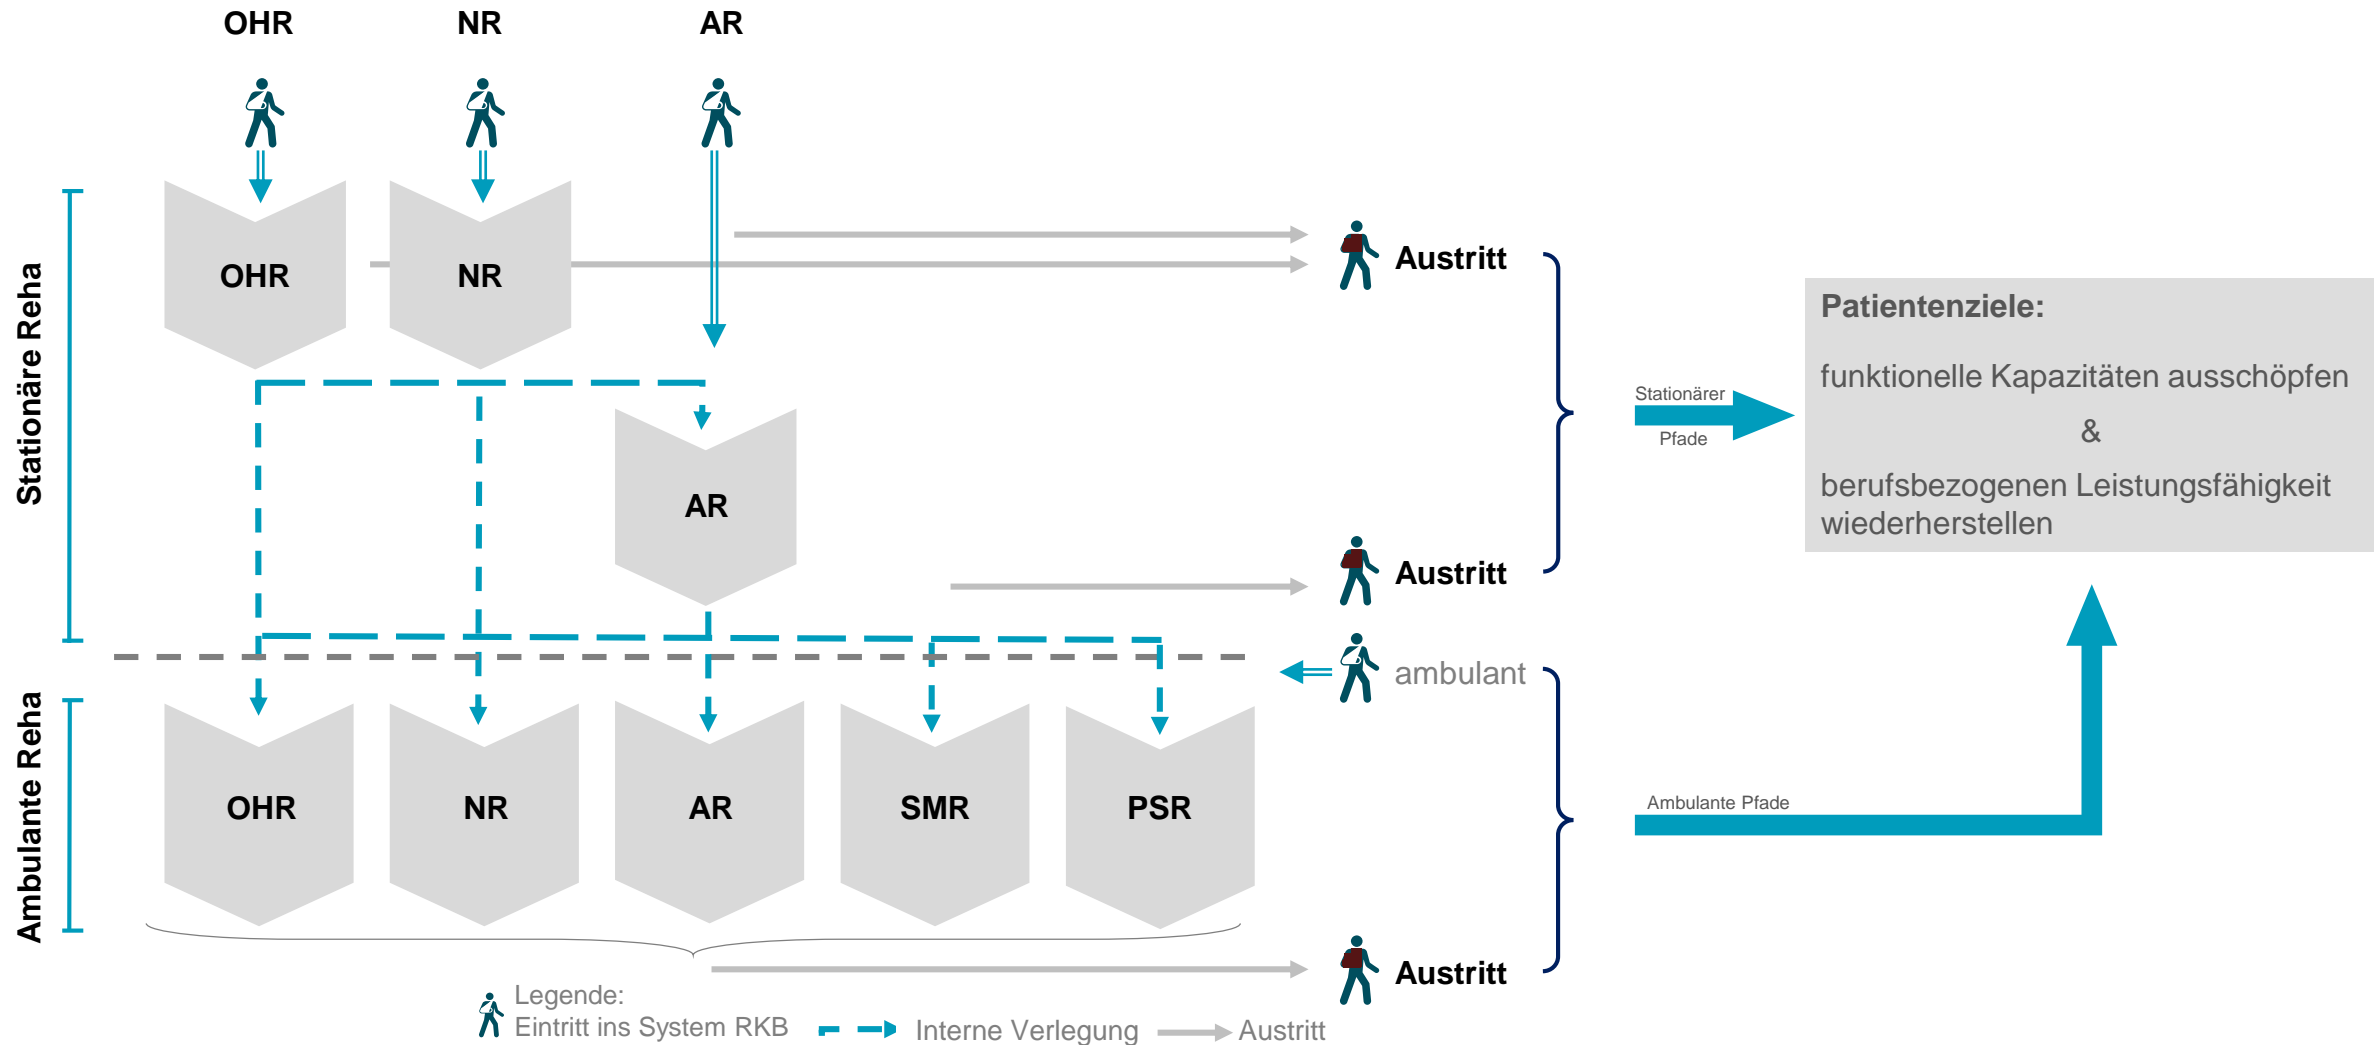 OHR
NR
AR
Stationäre Reha
OHR
NR
Austritt
AR
Austritt
Patientenziele:
funktionelle Kapazitäten ausschöpfen
&
berufsbezogenen Leistungsfähigkeit
wiederherstellen
Stationärer
Pfade
ambulant
Ambulante Reha
OHR
NR
AR
SMR
PSR
Ambulante Pfade
Austritt
Legende:
Eintritt ins System RKB
Interne Verlegung
Austritt